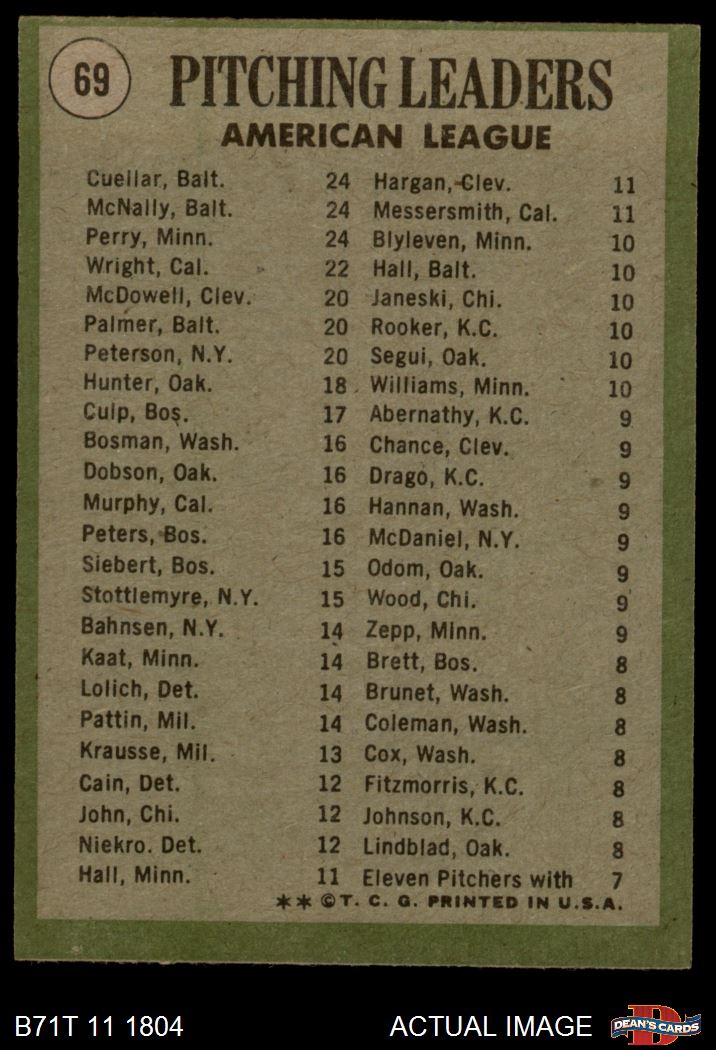 69 PITCHING LEADERS
AMERICAN LEAGUE
Cuellar, Balt. 24 Hargan, Clev. 11
McNally, Balt. 24 Messersmith, Cal. 11
Perry, Minn. 24 Blyleven, Minn. 10
Wright, Cal. 22 Hall, Balt. 10
McDowell, Clev. 20 Janeski, Chi. 10
Palmer, Balt. 20 Rooker, K.C. 10
Peterson, N.Y. 20 Segui, Oak. 10
Hunter, Oak. 18 Williams, Minn. 10
Culp, Bos. 17 Abernathy, K.C. 9
Bosman, Wash. 16 Chance, Clev. 9
Dobson, Oak. 16 Drago, K.C. 9
Murphy, Cal. 16 Hannan, Wash. 9
Peters, Bos. 16 McDaniel, N.Y. 9
Siebert, Bos. 15 Odom, Oak. 9
Stottlemyre, N.Y. 15 Wood, Chi. 9
Bahnsen, N.Y. 14 Zepp, Minn. 9
Kaat, Minn. 14 Brett, Bos. 8
Lolich, Det. 14 Brunet, Wash. 8
Pattin, Mil. 14 Coleman, Wash. 8
Krausse, Mil. 13 Cox, Wash. 8
Cain, Det. 12 Fitzmorris, K.C. 8
John, Chi. 12 Johnson, K.C. 8
Niekro. Det. 12 Lindblad, Oak. 8
Hall, Minn. 11 Eleven Pitchers with 7
** © T. C. G. PRINTED IN U.S.A.
B71T 11 1804 ACTUAL IMAGE D DEAN'S CARDS